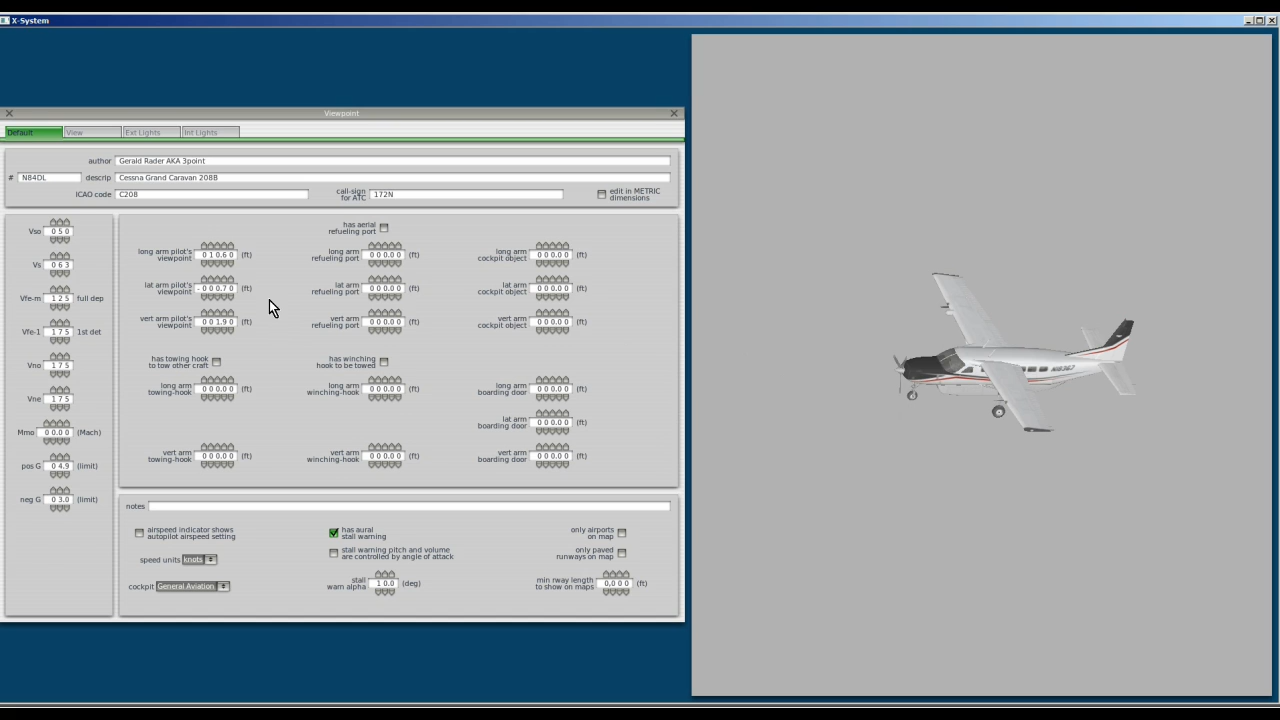 X-System
Viewpoint
Default View Ext Lights Int Lights
author Gerald Rader AKA 3point
# N84DL descrip Cessna Grand Caravan 208B
ICAO code C208 call-sign for ATC 172N edit in METRIC dimensions
Vso 050
Vs 063
Vfe-m 125 full dep
Vfe-1 175 1st det
Vno 175
Vne 175
Mmo 00.00 (Mach)
pos G 04.9 (limit)
neg G 03.0 (limit)
has aerial refueling port
long arm pilot's viewpoint 010.60 (ft) long arm refueling port 000.00 (ft) long arm cockpit object 000.00 (ft)
lat arm pilot's viewpoint -000.70 (ft) lat arm refueling port 000.00 (ft) lat arm cockpit object 000.00 (ft)
vert arm pilot's viewpoint 001.90 (ft) vert arm refueling port 000.00 (ft) vert arm cockpit object 000.00 (ft)
has towing hook to tow other craft has winching hook to be towed
long arm towing-hook 000.00 (ft) long arm winching-hook 000.00 (ft) long arm boarding door 000.00 (ft)
lat arm boarding door 000.00 (ft)
vert arm towing-hook 000.00 (ft) vert arm winching-hook 000.00 (ft) vert arm boarding door 000.00 (ft)
notes
airspeed indicator shows autopilot airspeed setting has aural stall warning only airports on map
speed units knots stall warning pitch and volume are controlled by angle of attack only paved runways on map
cockpit General Aviation stall warn alpha 10.0 (deg) min rway length to show on maps 0,000 (ft)